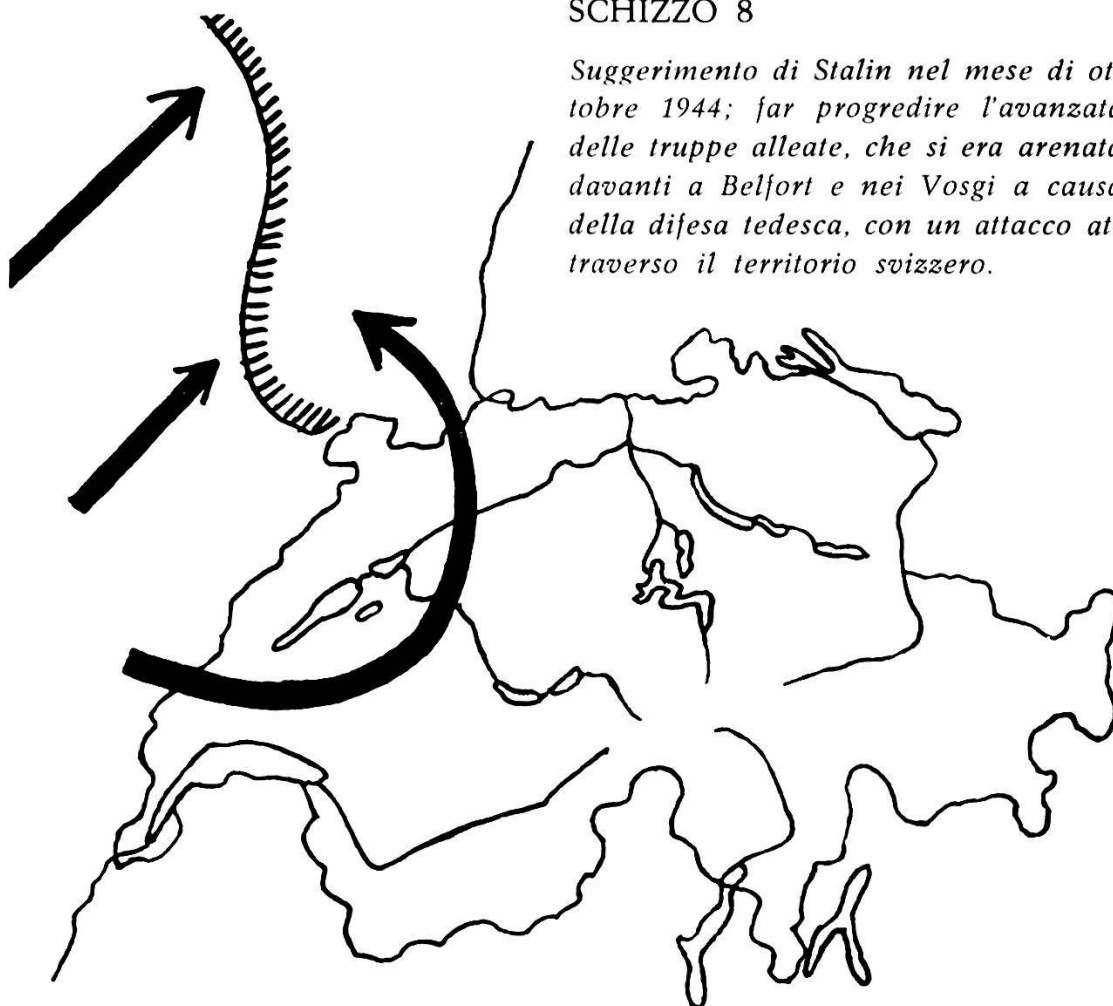 SCHIZZO 8
Suggerimento di Stalin nel mese di ot-
tobre 1944; far progredire l'avanzata
delle truppe alleate, che si era arenata
davanti a Belfort e nei Vosgi a causa
della difesa tedesca, con un attacco at-
traverso il territorio svizzero.